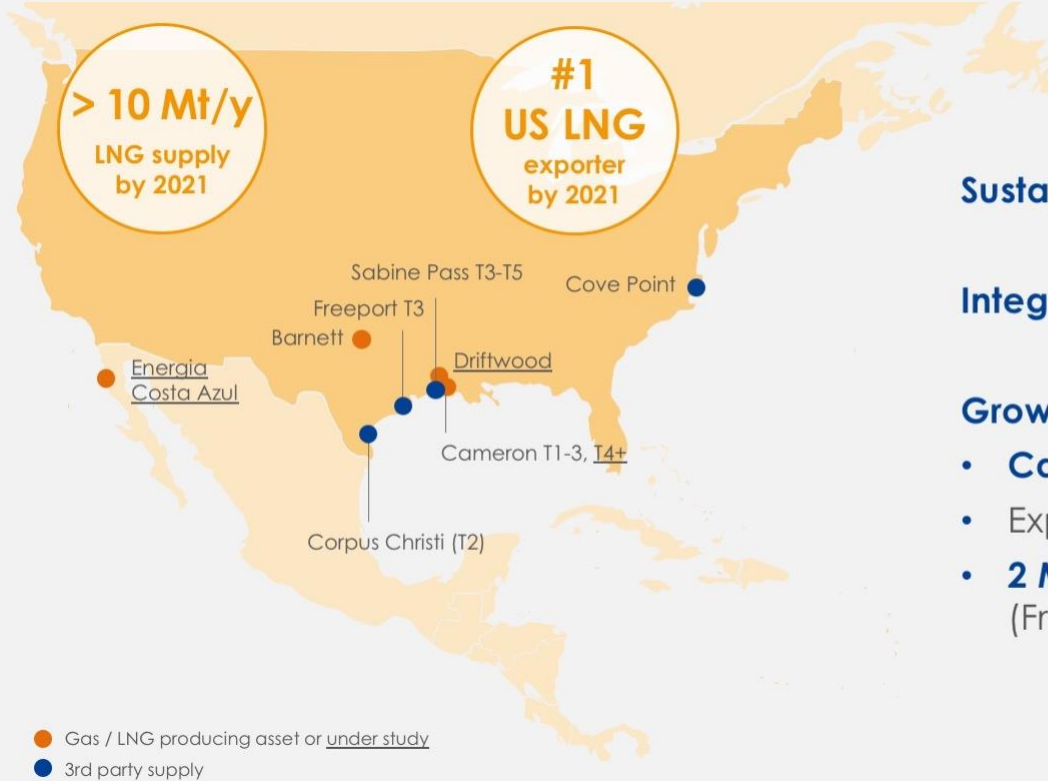 > 10 Mt/y
LNG supply
by 2021
#1
US LNG
exporter
by 2021
Sabine Pass T3-T5
Cove Point
Freeport T3
Barnett
Driftwood
Energia
Costa Azul
Cameron T1-3, T4+
Corpus Christi (T2)
Gas / LNG producing asset or under study
3rd party supply
Susta
Integ
Grow
•
• Exp
• 2
(Fr